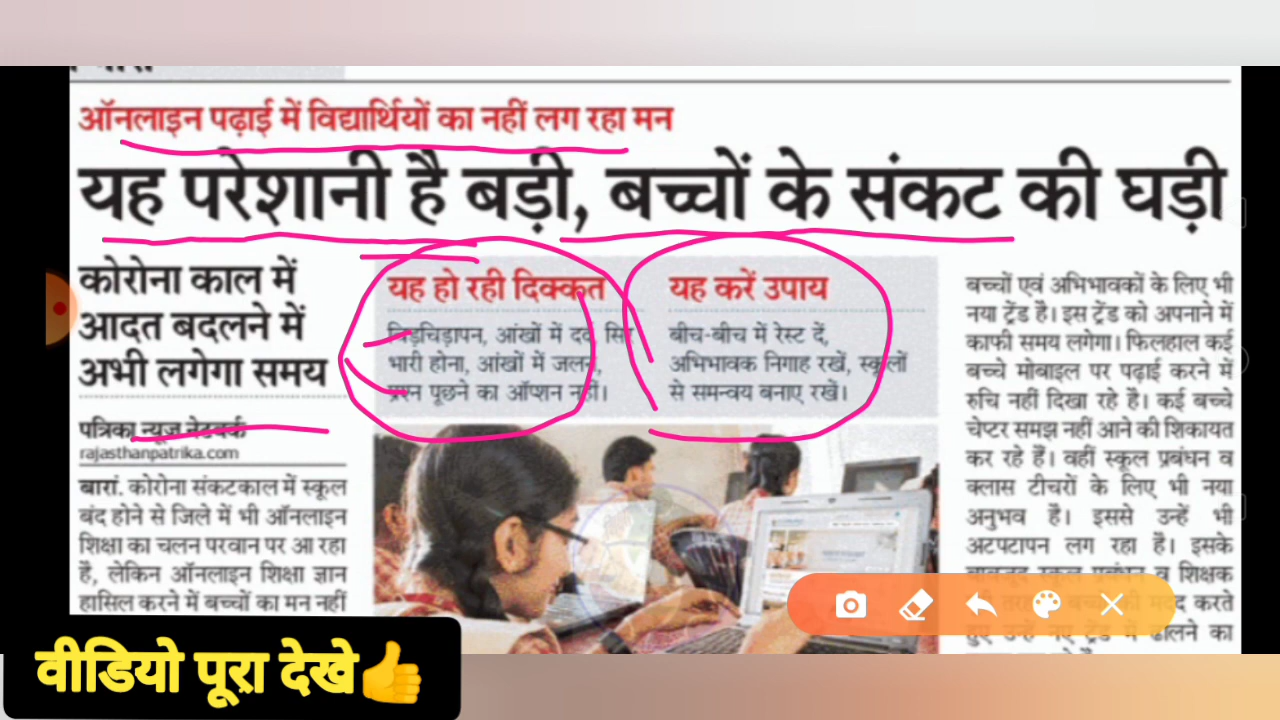 ऑनलाइन पढ़ाई में विद्यार्थियों का नहीं लग रहा मन
यह परेशानी है बड़ी, बच्चों के संकट की घड़ी
कोरोना काल में
आदत बदलने में
अभी लगेगा समय
पत्रिका न्यूज नेटवर्क
rajasthanpatrika.com
बारां. कोरोना संकटकाल में स्कूल
बंद होने से जिले में भी ऑनलाइन
शिक्षा का चलन परवान पर आ रहा
है, लेकिन ऑनलाइन शिक्षा ज्ञान
हासिल करने में बच्चों का मन नहीं
यह हो रही दिक्कत
चिड़चिड़ापन, आंखों में दर्द, सिर
भारी होना, आंखों में जलन,
प्रश्न पूछने का ऑप्शन नहीं।
यह करें उपाय
बीच-बीच में रेस्ट दें,
अभिभावक निगाह रखें, स्कूलों
से समन्वय बनाए रखें।
बच्चों एवं अभिभावकों के लिए भी
नया ट्रेंड है। इस ट्रेंड को अपनाने में
काफी समय लगेगा। फिलहाल कई
बच्चे मोबाइल पर पढ़ाई करने में
रुचि नहीं दिखा रहे है। कई बच्चे
चेप्टर समझ नहीं आने की शिकायत
कर रहे हैं। वहीं स्कूल प्रबंधन व
क्लास टीचरों के लिए भी नया
अनुभव है। इससे उन्हें भी
अटपटापन लग रहा है। इसके
व शिक्षक
करते
हुए उन्हें नए ट्रेंड में ढालने का
वीडियो पूरा देखे👍